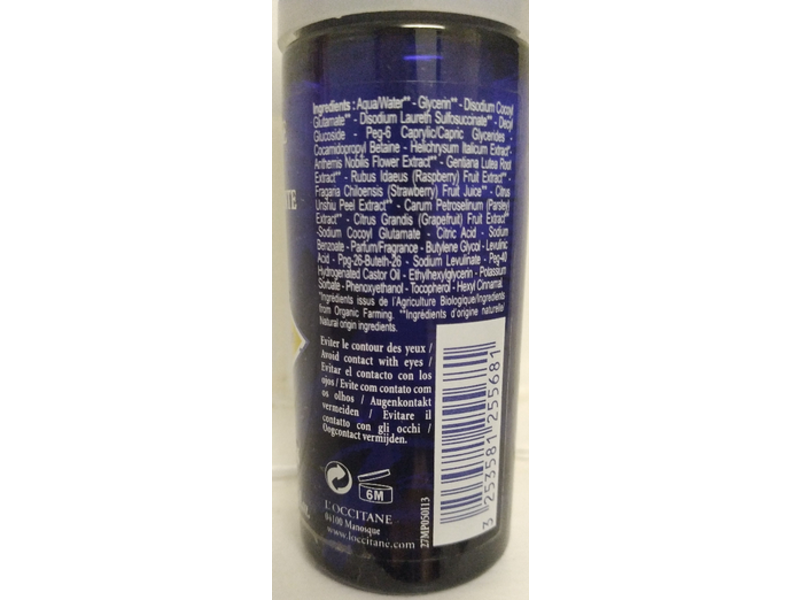 Ingredients : Aqua/Water** - Glycerin** - Disodium Cocoyl
Glutamate** - Disodium Laureth Sulfosuccinate** - Decyl
Glucoside - Peg-6 Caprylic/Capric Glycerides -
Cocamidopropyl Betaine - Helichrysum Italicum Extract*
Anthemis Nobilis Flower Extract** - Gentiana Lutea Root
Extract** - Rubus Idaeus (Raspberry) Fruit Extract** -
Fragaria Chiloensis (Strawberry) Fruit Juice** - Citrus
Unshiu Peel Extract** - Carum Petroselinum (Parsley)
Extract** - Citrus Grandis (Grapefruit) Fruit Extract**
-Sodium Cocoyl Glutamate - Citric Acid - Sodium
Benzoate - Parfum/Fragrance - Butylene Glycol - Levulinic
Acid - Ppg-26-Buteth-26 - Sodium Levulinate - Peg-40
Hydrogenated Castor Oil - Ethylhexylglycerin - Potassium
Sorbate - Phenoxyethanol - Tocopherol - Hexyl Cinnamal.
*Ingrédients issus de l'Agriculture Biologique/Ingredients
from Organic Farming. **Ingrédients d'origine naturelle/
Natural origin ingredients.
Eviter le contour des yeux /
Avoid contact with eyes /
Evitar el contacto con los
ojos / Evite com contato com
os olhos / Augenkontakt
vermeiden / Evitare il
contatto con gli occhi /
Oogcontact vermijden.
6M
L'OCCITANE
04100 Manosque
www.loccitane.com
27MP050113
3 253581 255681